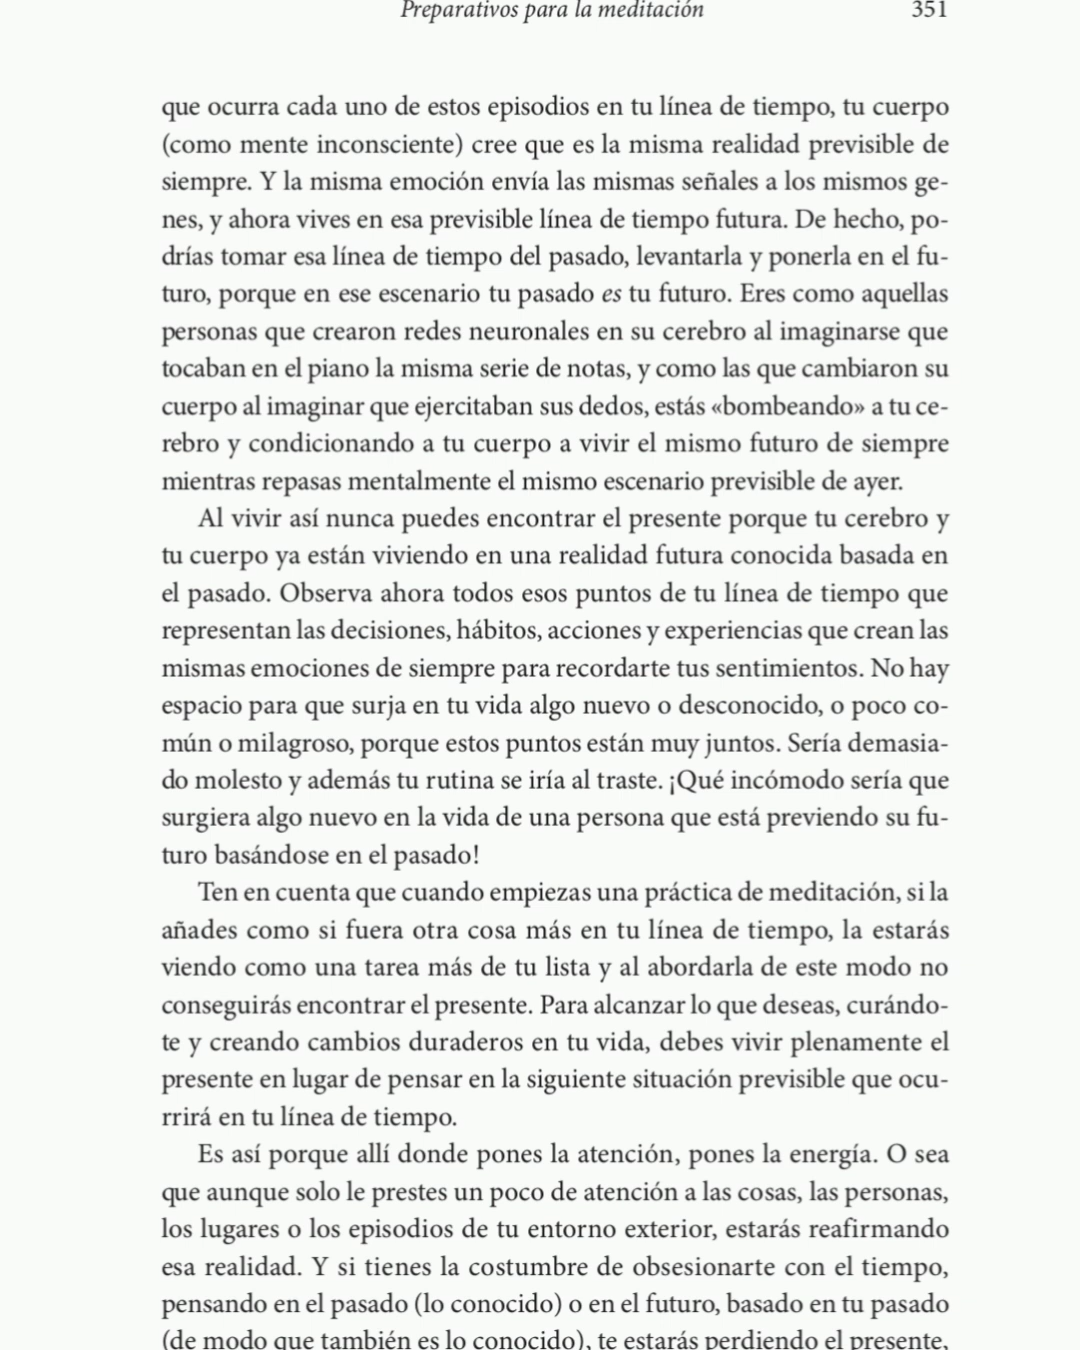 Preparativos para la meditación 351
que ocurra cada uno de estos episodios en tu línea de tiempo, tu cuerpo
(como mente inconsciente) cree que es la misma realidad previsible de
siempre. Y la misma emoción envía las mismas señales a los mismos ge-
nes, y ahora vives en esa previsible línea de tiempo futura. De hecho, po-
drías tomar esa línea de tiempo del pasado, levantarla y ponerla en el fu-
turo, porque en ese escenario tu pasado es tu futuro. Eres como aquellas
personas que crearon redes neuronales en su cerebro al imaginarse que
tocaban en el piano la misma serie de notas, y como las que cambiaron su
cuerpo al imaginar que ejercitaban sus dedos, estás «bombeando» a tu ce-
rebro y condicionando a tu cuerpo a vivir el mismo futuro de siempre
mientras repasas mentalmente el mismo escenario previsible de ayer.
Al vivir así nunca puedes encontrar el presente porque tu cerebro y
tu cuerpo ya están viviendo en una realidad futura conocida basada en
el pasado. Observa ahora todos esos puntos de tu línea de tiempo que
representan las decisiones, hábitos, acciones y experiencias que crean las
mismas emociones de siempre para recordarte tus sentimientos. No hay
espacio para que surja en tu vida algo nuevo o desconocido, o poco co-
mún o milagroso, porque estos puntos están muy juntos. Sería demasia-
do molesto y además tu rutina se iría al traste. ¡Qué incómodo sería que
surgiera algo nuevo en la vida de una persona que está previendo su fu-
turo basándose en el pasado!
Ten en cuenta que cuando empiezas una práctica de meditación, si la
añades como si fuera otra cosa más en tu línea de tiempo, la estarás
viendo como una tarea más de tu lista y al abordarla de este modo no
conseguirás encontrar el presente. Para alcanzar lo que deseas, curándo-
te y creando cambios duraderos en tu vida, debes vivir plenamente el
presente en lugar de pensar en la siguiente situación previsible que ocu-
rrirá en tu línea de tiempo.
Es así porque allí donde pones la atención, pones la energía. O sea
que aunque solo le prestes un poco de atención a las cosas, las personas,
los lugares o los episodios de tu entorno exterior, estarás reafirmando
esa realidad. Y si tienes la costumbre de obsesionarte con el tiempo,
pensando en el pasado (lo conocido) o en el futuro, basado en tu pasado
(de modo que también es lo conocido), te estarás perdiendo el presente,